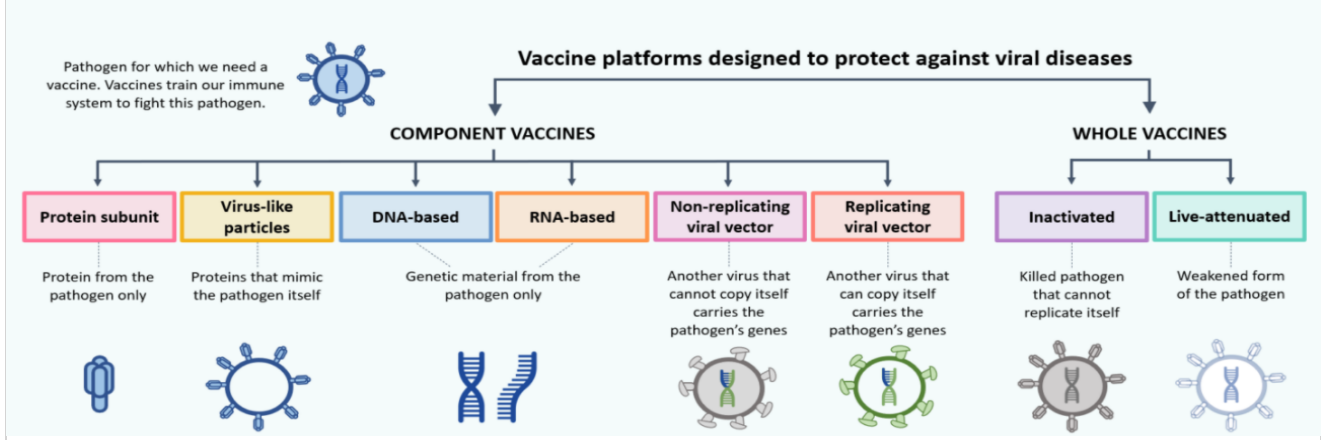 Vaccine platforms designed to protect against viral diseases
Pathogen for which we need a
vaccine. Vaccines train our immune
system to fight this pathogen.
COMPONENT VACCINES
WHOLE VACCINES
Protein subunit
Virus-like
particles
DNA-based
RNA-based
Non-replicating
viral vector
Replicating
viral vector
Inactivated
Live-attenuated
Protein from the
pathogen only
Proteins that mimic
the pathogen itself
Genetic material from the
pathogen only
Another virus that
cannot copy itself
carries the
pathogen's genes
Another virus that
can copy itself
carries the
pathogen's genes
Killed pathogen
that cannot
replicate itself
Weakened form
of the pathogen